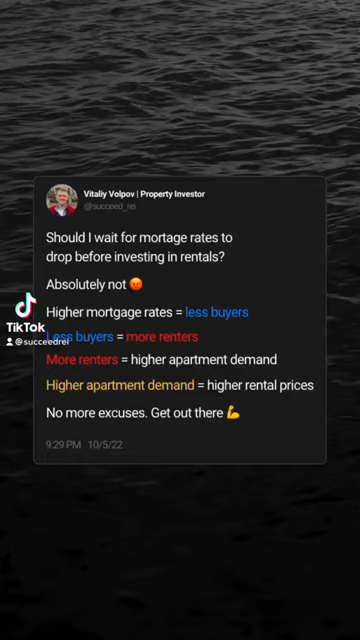 Vitaliy Volpov | Property Investor
@succeed_rei
Should I wait for mortage rates to
drop before investing in rentals?
Absolutely not 😡
Higher mortgage rates = less buyers
Less buyers = more renters
More renters = higher apartment demand
Higher apartment demand = higher rental prices
No more excuses. Get out there 💪
9:29 PM 10/5/22
TikTok
@succeedrei